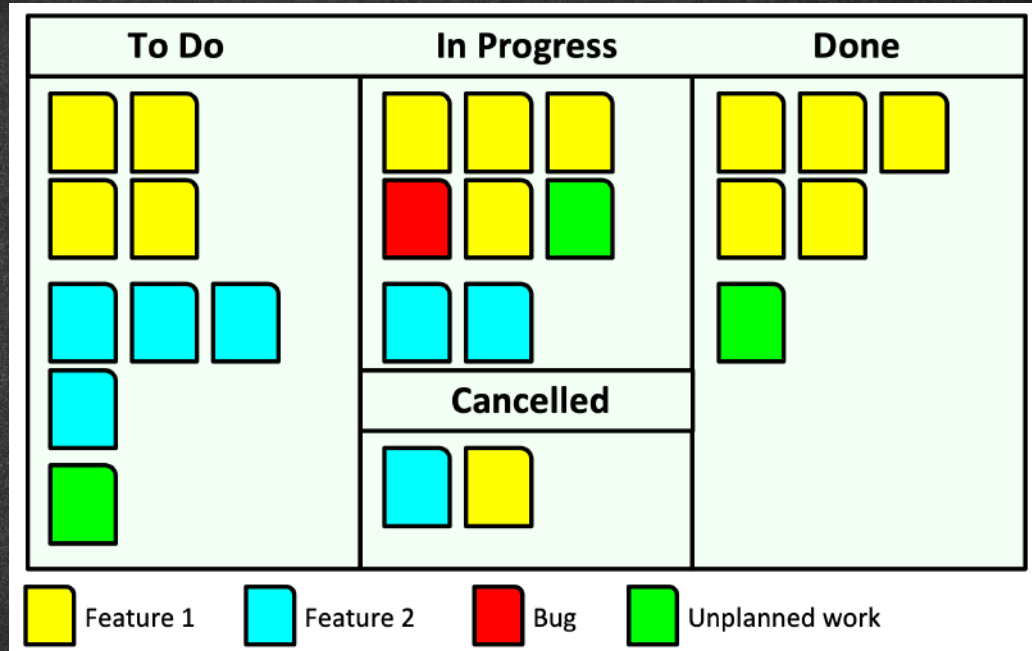 To Do
In Progress
Done
Cancelled
Feature 1
Feature 2
Bug
Unplanned work